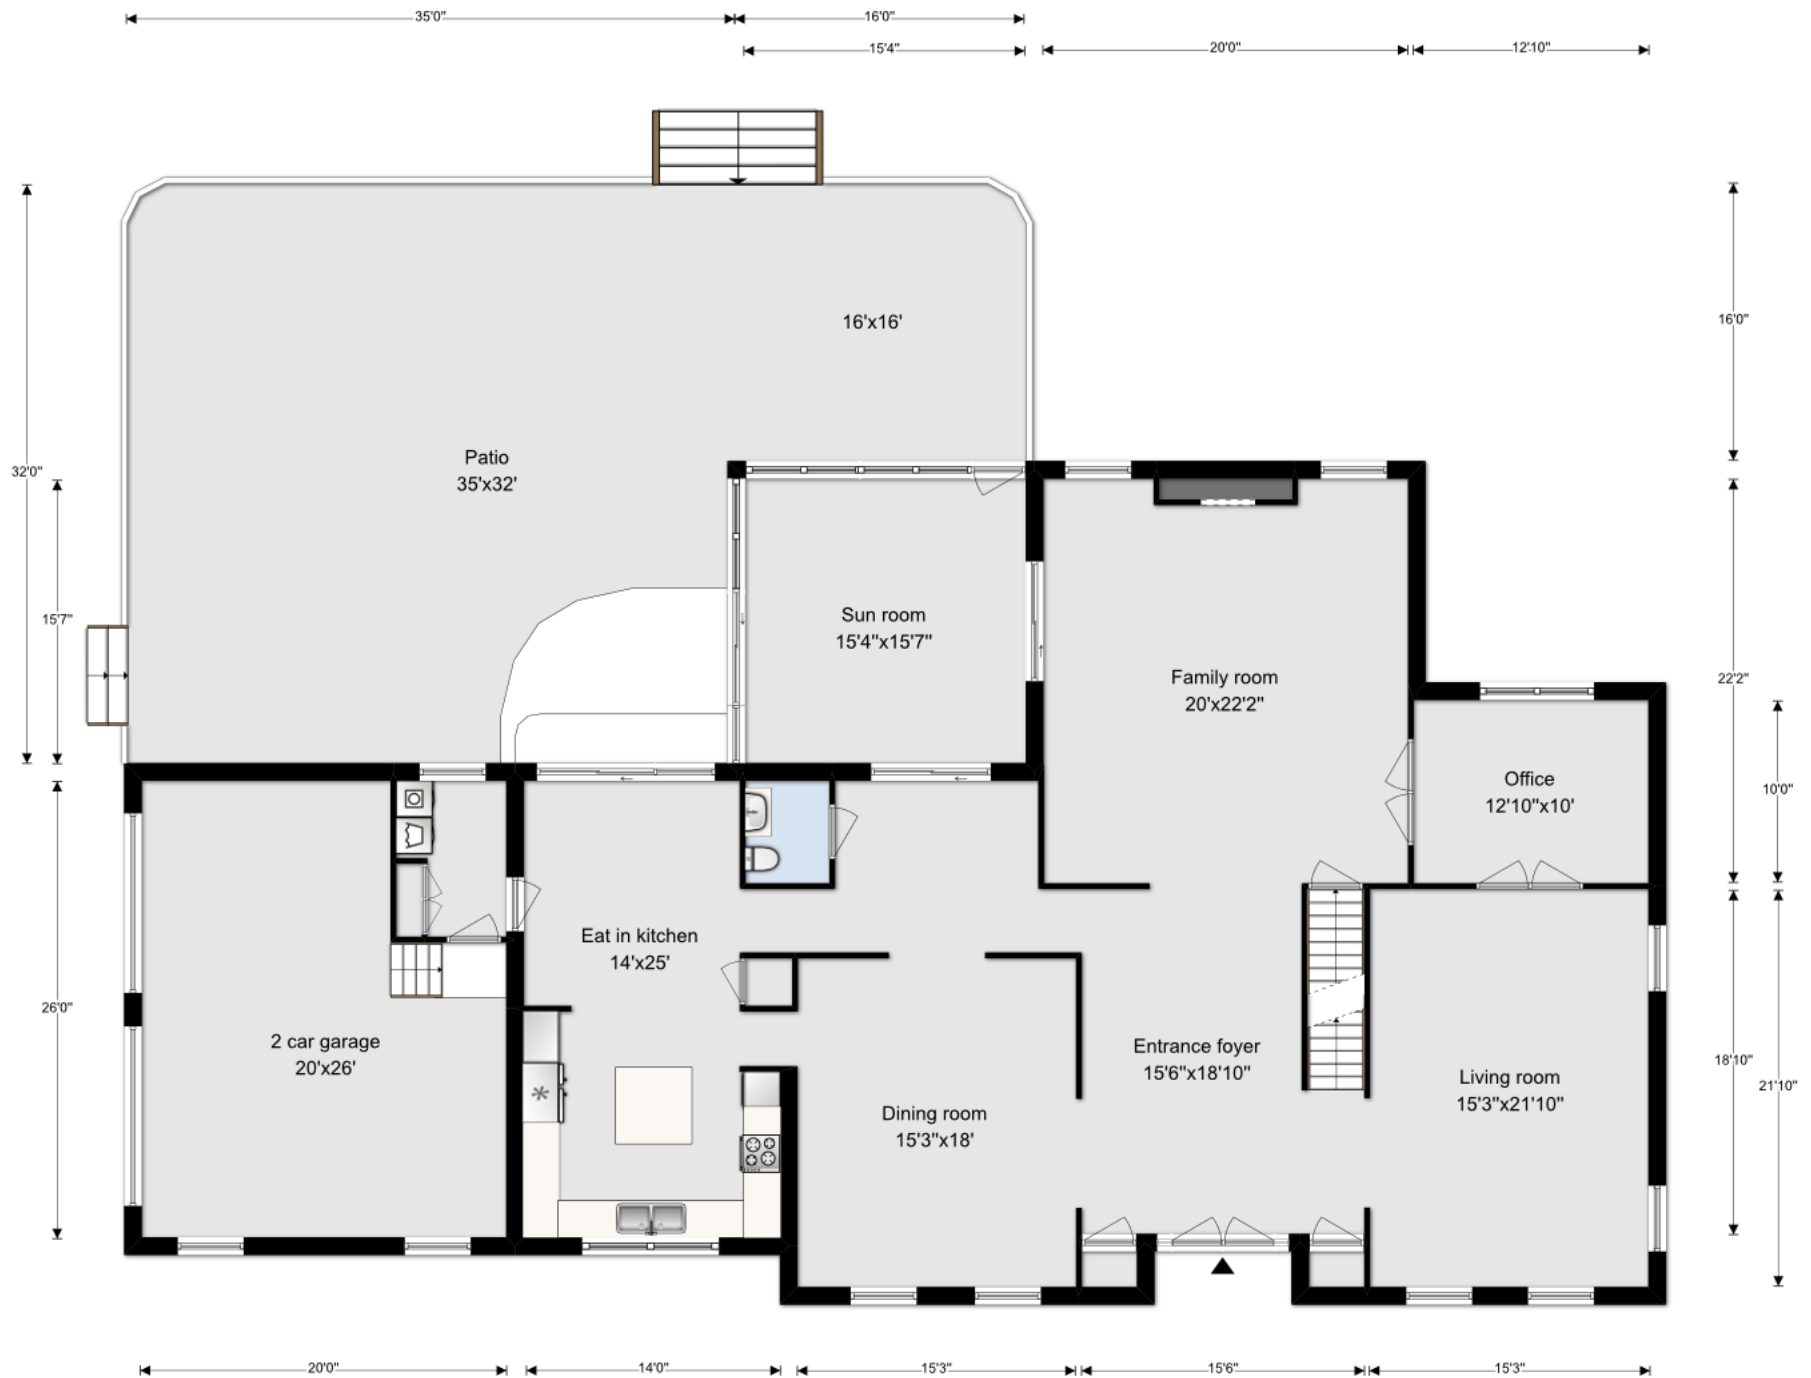 35'0"
16'0"
15'4"
20'0"
12'10"
16'x16'
16'0"
Patio
35'x32'
32'0"
15'7"
Sun room
15'4"x15'7"
Family room
20'x22'2"
22'2"
Office
12'10"x10'
10'0"
Eat in kitchen
14'x25'
26'0"
2 car garage
20'x26'
Entrance foyer
15'6"x18'10"
Living room
15'3"x21'10"
18'10"
21'10"
Dining room
15'3"x18'
20'0"
14'0"
15'3"
15'6"
15'3"